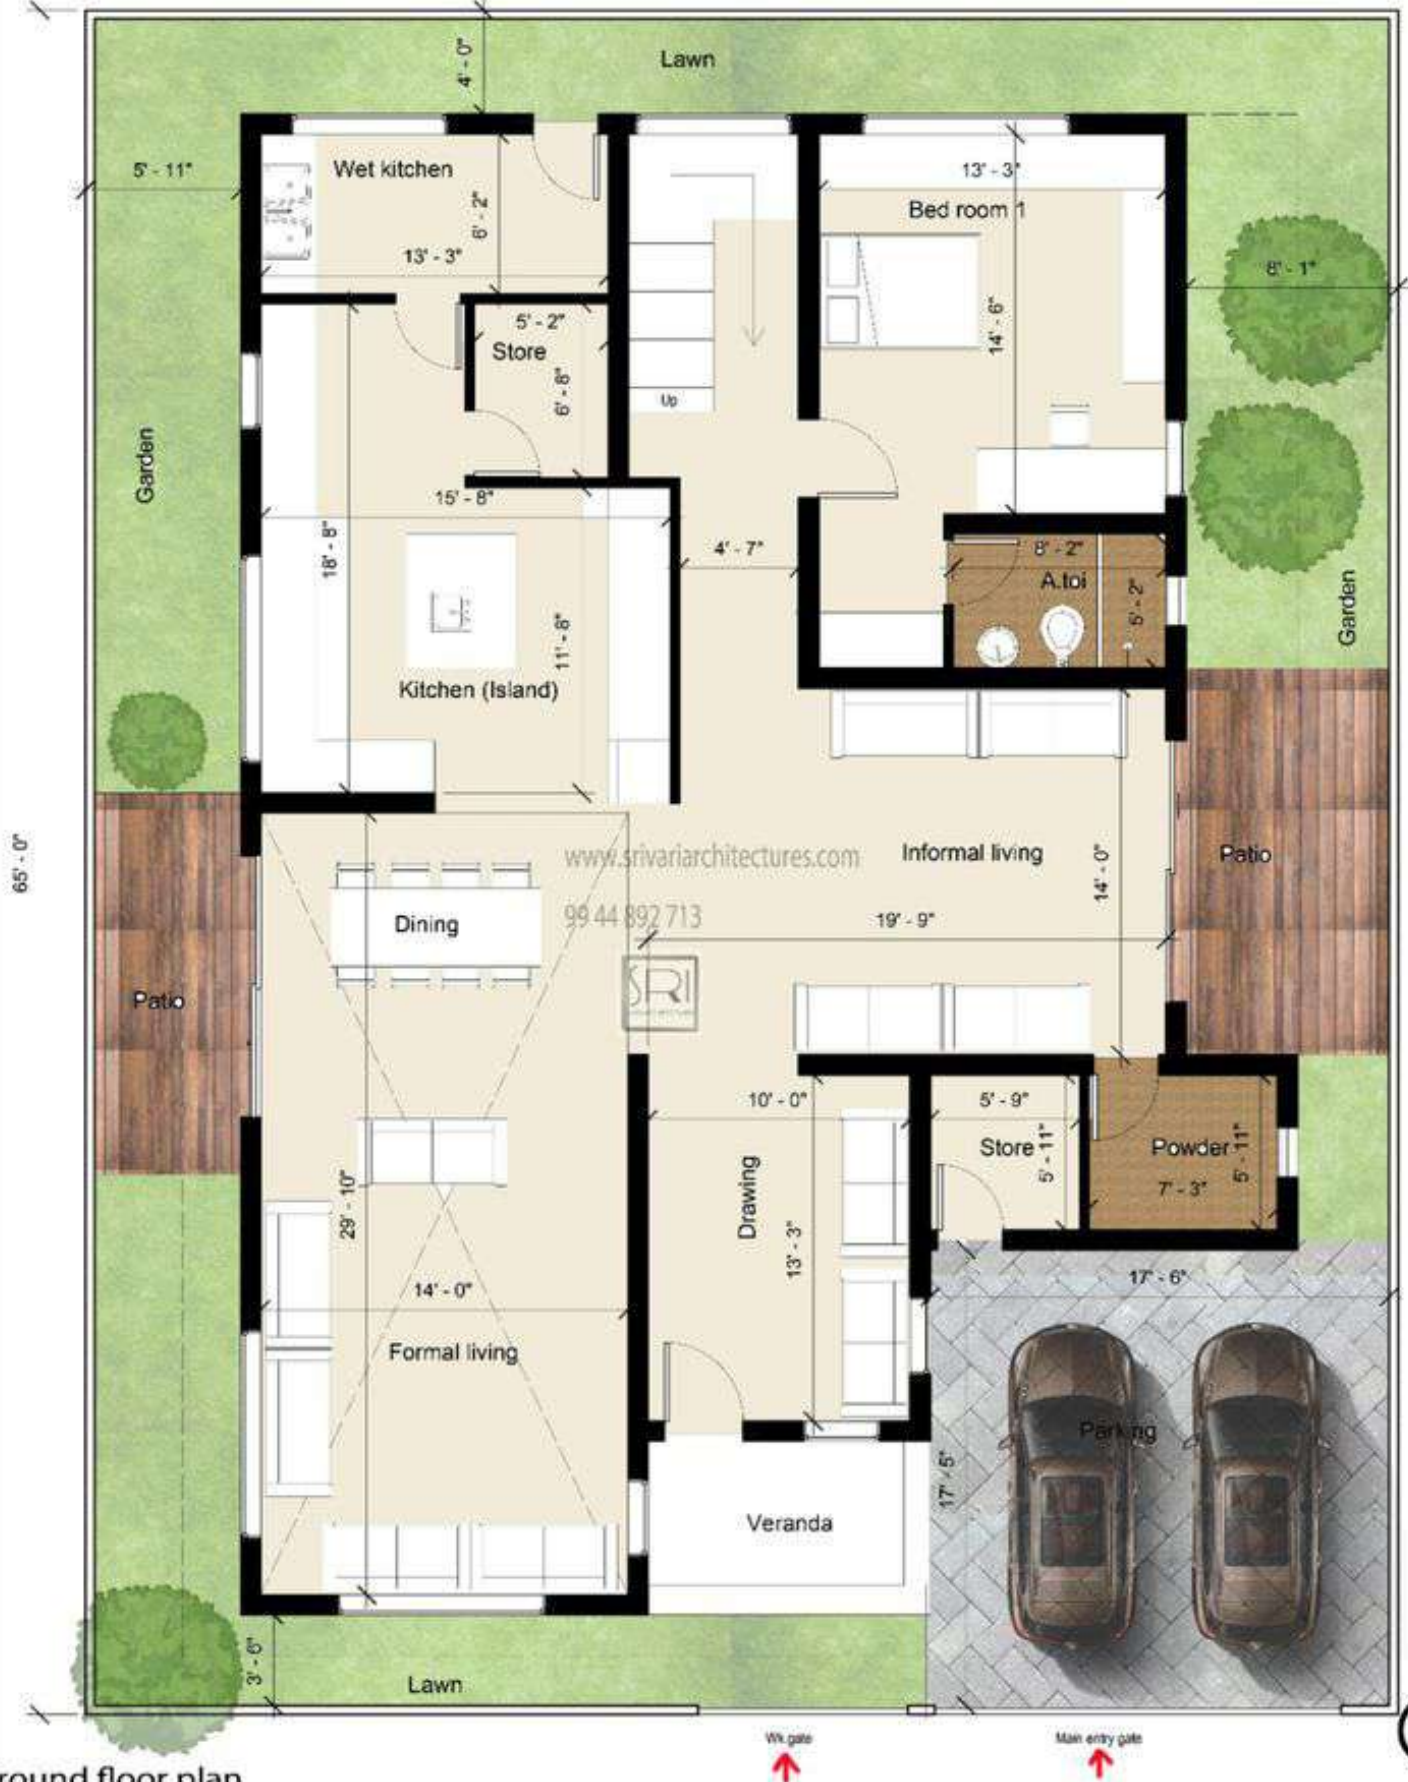 Lawn
4' - 0"
5' - 11"
Wet kitchen
6' - 2"
13' - 3"
13' - 3"
Bed room 1
14' - 6"
8' - 1"
5' - 2"
Store
6' - 8"
Up
Garden
15' - 8"
18' - 8"
4' - 7"
8' - 2"
A.toi
5' - 2"
Garden
11' - 8"
Kitchen (Island)
65' - 0"
www.srivariarchitectures.com
Informal living
14' - 0"
Patio
99 44 892 713
19' - 9"
Dining
Patio
SRI
10' - 0"
5' - 9"
Store
5' - 11"
Powder
5' - 11"
7' - 3"
Drawing
13' - 3"
29' - 10"
14' - 0"
17' - 6"
Formal living
Parking
17' - 5"
Veranda
3' - 6"
Lawn
Wk gate
Main entry gate
round floor plan